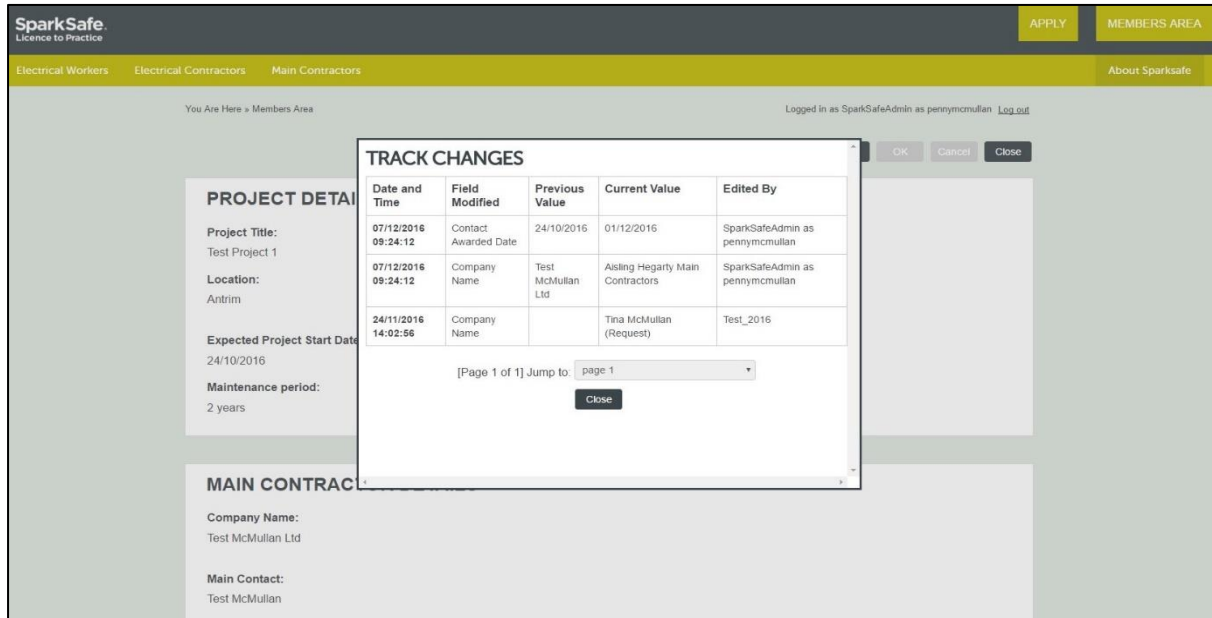 SparkSafe.
Licence to Practice
APPLY
MEMBERS AREA
Electrical Workers
Electrical Contractors
Main Contractors
About Sparksafe
You Are Here » Members Area
Logged in as SparkSafeAdmin as pennymcmullan Log out
OK
Cancel
Close
TRACK CHANGES
Date and Time
Field Modified
Previous Value
Current Value
Edited By
07/12/2016 09:24:12
Contact Awarded Date
24/10/2016
01/12/2016
SparkSafeAdmin as pennymcmullan
07/12/2016 09:24:12
Company Name
Test McMullan Ltd
Aisling Hegarty Main Contractors
SparkSafeAdmin as pennymcmullan
24/11/2016 14:02:56
Company Name
Tina McMullan (Request)
Test_2016
[Page 1 of 1] Jump to: page 1
Close
PROJECT DETAI
Project Title:
Test Project 1
Location:
Antrim
Expected Project Start Date
24/10/2016
Maintenance period:
2 years
MAIN CONTRAC
Company Name:
Test McMullan Ltd
Main Contact:
Test McMullan